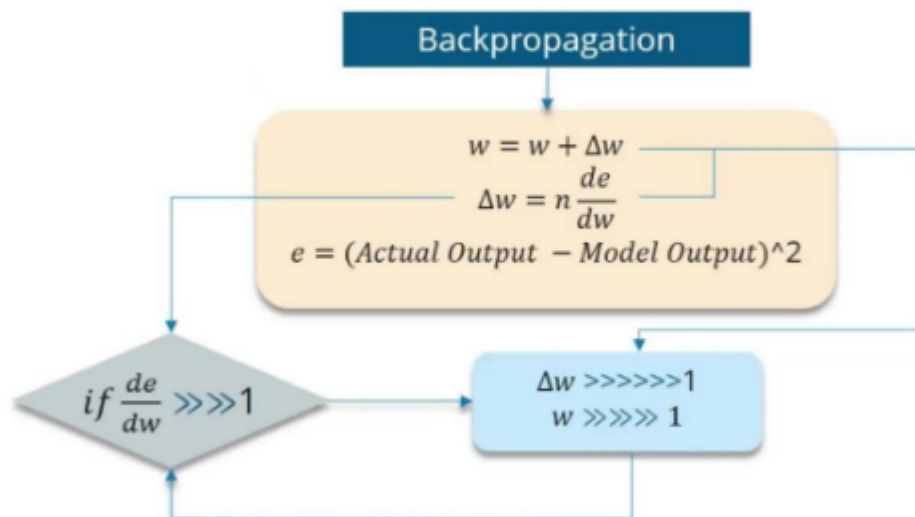 Backpropagation
w = w + Δw
Δw = n de/dw
e = (Actual Output − Model Output)^2
if de/dw ⋙⋙1
Δw >>>>>>1
w ⋙⋙ 1